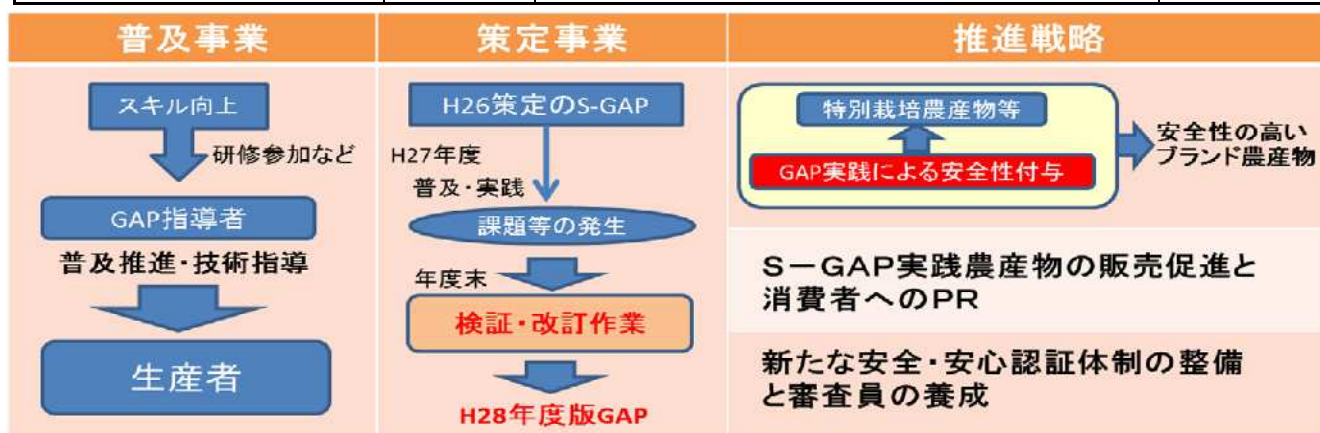 普及事業
スキル向上
研修参加など
GAP指導者
普及推進・技術指導
生産者
策定事業
H26策定のS-GAP
H27年度
普及・実践
課題等の発生
年度末
検証・改訂作業
H28年度版GAP
推進戦略
特別栽培農産物等
GAP実践による安全性付与
安全性の高い
ブランド農産物
S－GAP実践農産物の販売促進と
消費者へのPR
新たな安全・安心認証体制の整備
と審査員の養成